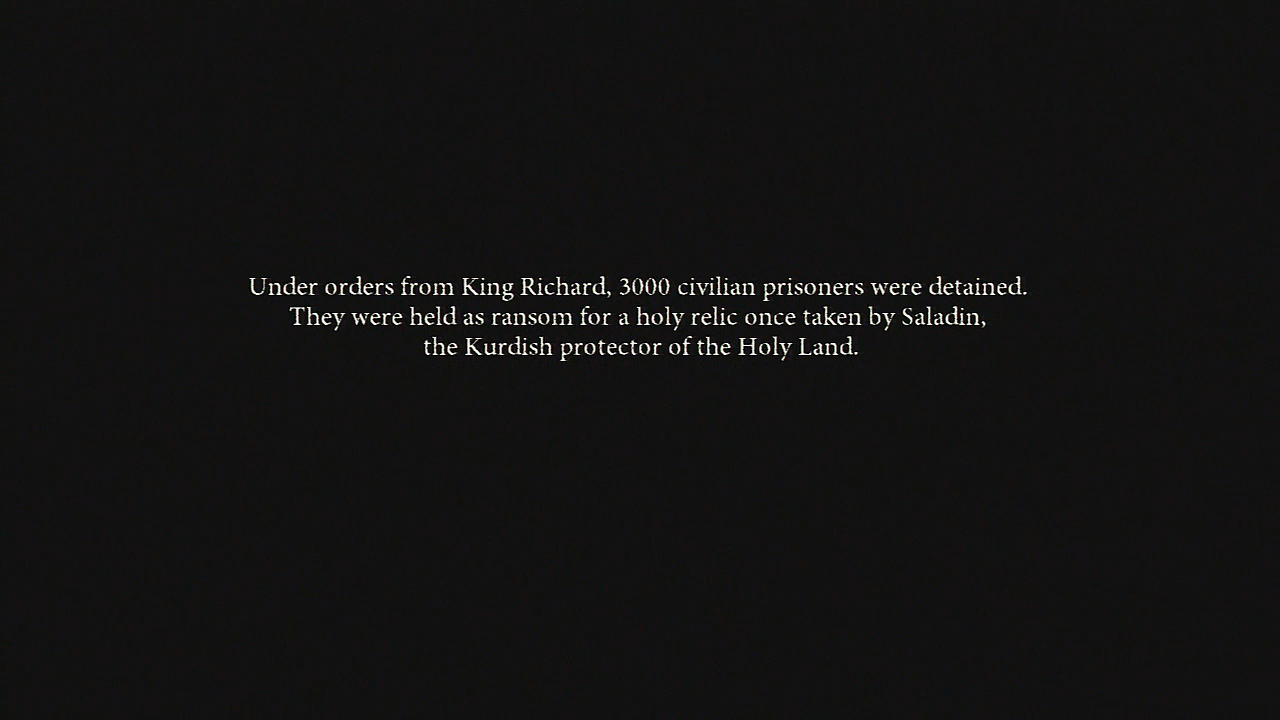 Under orders from King Richard, 3000 civilian prisoners were detained.
They were held as ransom for a holy relic once taken by Saladin,
the Kurdish protector of the Holy Land.